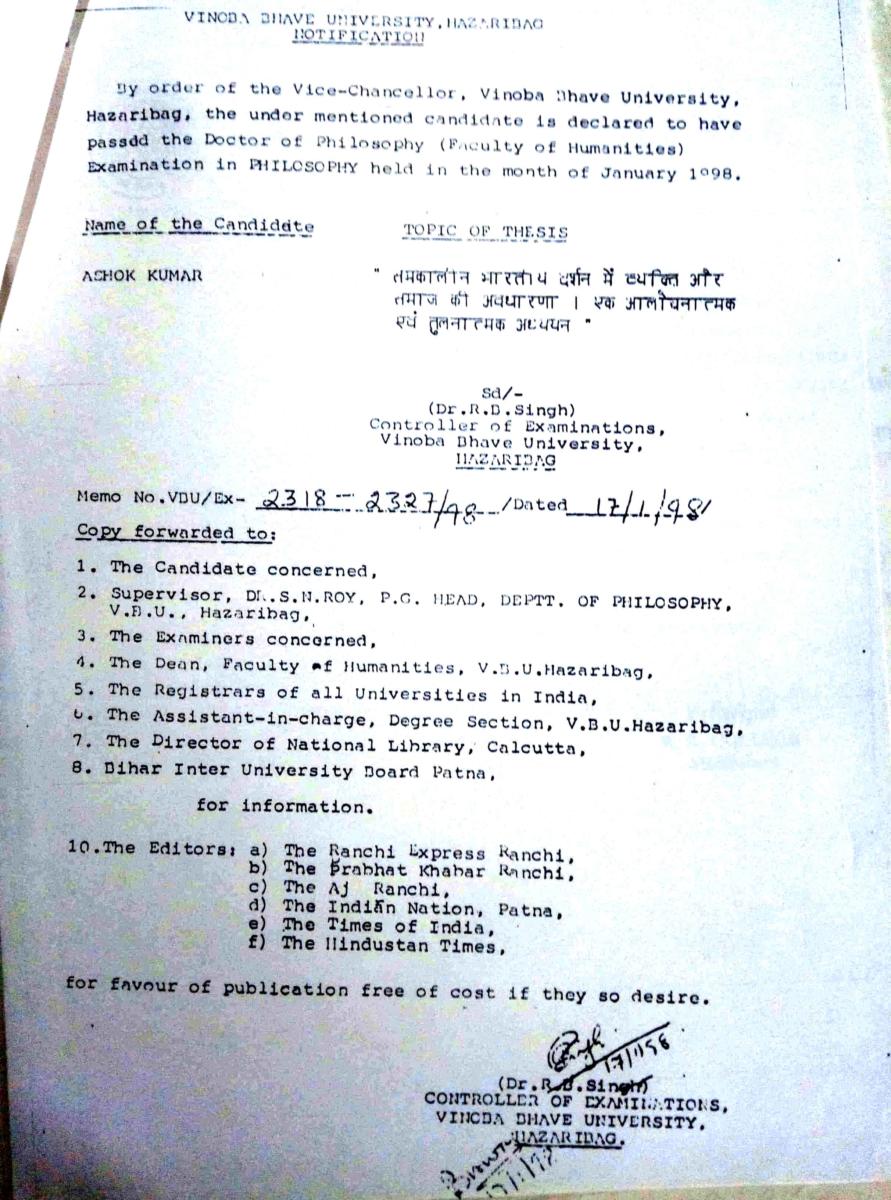 VINOBA BHAVE UNIVERSITY, HAZARIBAG
NOTIFICATION
By order of the Vice-Chancellor, Vinoba Bhave University,
Hazaribag, the under mentioned candidate is declared to have
passdd the Doctor of Philosophy (Faculty of Humanities)
Examination in PHILOSOPHY held in the month of January 1998.
Name of the Candidate TOPIC OF THESIS
ASHOK KUMAR " समकालीन भारतीय दर्शन में व्यक्ति और
समाज की अवधारणा । एक आलोचनात्मक
एवं तुलनात्मक अध्ययन "
Sd/-
(Dr.R.B.Singh)
Controller of Examinations,
Vinoba Bhave University,
HAZARIBAG
Memo No.VBU/Ex- 2318 - 2327/98 /Dated 17/1/98/
Copy forwarded to:
1. The Candidate concerned,
2. Supervisor, DR.S.N.ROY, P.G. HEAD, DEPTT. OF PHILOSOPHY,
V.B.U., Hazaribag,
3. The Examiners concerned,
4. The Dean, Faculty of Humanities, V.B.U.Hazaribag,
5. The Registrars of all Universities in India,
6. The Assistant-in-charge, Degree Section, V.B.U.Hazaribag,
7. The Director of National Library, Calcutta,
8. Bihar Inter University Board Patna,
for information.
10.The Editors: a) The Ranchi Express Ranchi,
b) The Prabhat Khabar Ranchi,
c) The Aj Ranchi,
d) The Indian Nation, Patna,
e) The Times of India,
f) The Hindustan Times,
for favour of publication free of cost if they so desire.
17/1/98
(Dr.R.B.Singh)
CONTROLLER OF EXAMINATIONS,
VINOBA BHAVE UNIVERSITY,
HAZARIBAG.